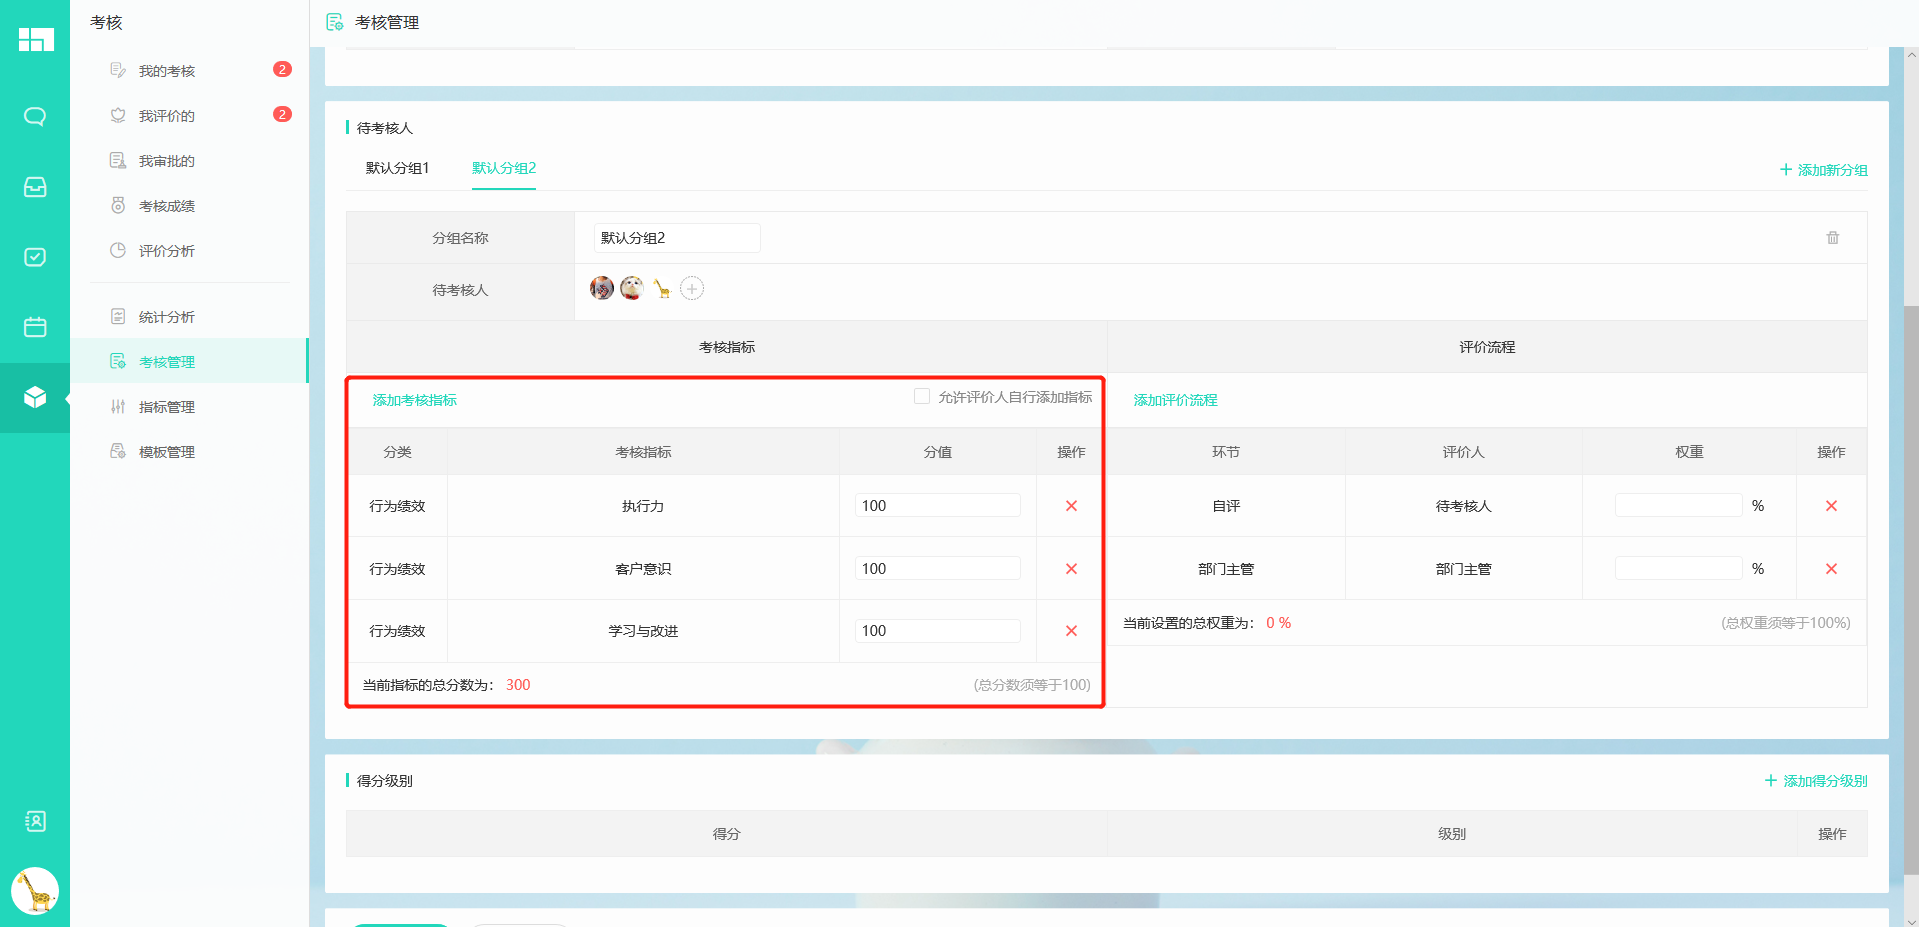 考核
我的考核 2
我评价的 2
我审批的
考核成绩
评价分析
统计分析
考核管理
指标管理
模板管理
考核管理
待考核人
默认分组1 默认分组2 添加新分组
分组名称 默认分组2
待考核人
考核指标 评价流程
添加考核指标 允许评价人自行添加指标 添加评价流程
分类 考核指标 分值 操作 环节 评价人 权重 操作
行为绩效 执行力 100 自评 待考核人 %
行为绩效 客户意识 100 部门主管 部门主管 %
行为绩效 学习与改进 100 当前设置的总权重为： 0 % (总权重须等于100%)
当前指标的总分数为： 300 (总分数须等于100)
得分级别 添加得分级别
得分 级别 操作